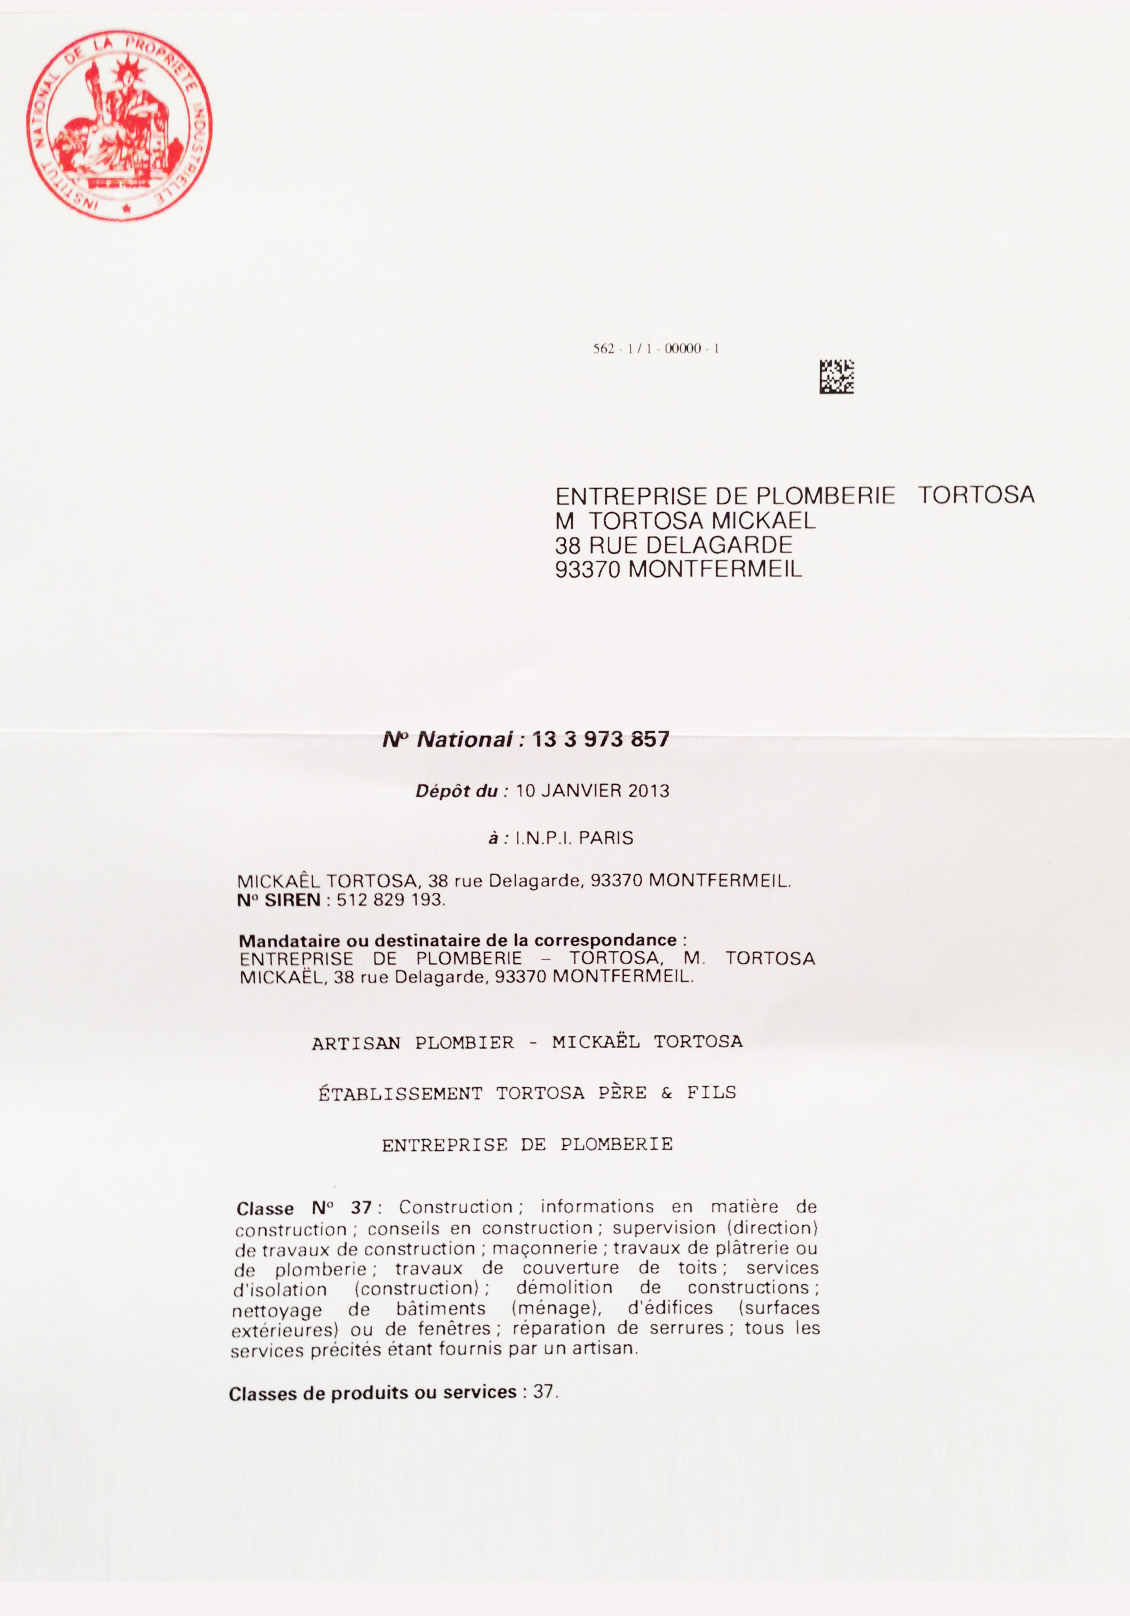 INSTITUT NATIONAL DE LA PROPRIETE INDUSTRIELLE
562 - 1 / 1 - 00000 - 1
ENTREPRISE DE PLOMBERIE TORTOSA
M TORTOSA MICKAEL
38 RUE DELAGARDE
93370 MONTFERMEIL
Nº National : 13 3 973 857
Dépôt du : 10 JANVIER 2013
à : I.N.P.I. PARIS
MICKAÊL TORTOSA, 38 rue Delagarde, 93370 MONTFERMEIL.
Nº SIREN : 512 829 193.
Mandataire ou destinataire de la correspondance :
ENTREPRISE DE PLOMBERIE – TORTOSA, M. TORTOSA
MICKAËL, 38 rue Delagarde, 93370 MONTFERMEIL.
ARTISAN PLOMBIER - MICKAËL TORTOSA
ÉTABLISSEMENT TORTOSA PÈRE & FILS
ENTREPRISE DE PLOMBERIE
Classe Nº 37 : Construction ; informations en matière de
construction ; conseils en construction ; supervision (direction)
de travaux de construction ; maçonnerie ; travaux de plâtrerie ou
de plomberie ; travaux de couverture de toits ; services
d'isolation (construction) ; démolition de constructions ;
nettoyage de bâtiments (ménage), d'édifices (surfaces
extérieures) ou de fenêtres ; réparation de serrures ; tous les
services précités étant fournis par un artisan.
Classes de produits ou services : 37.